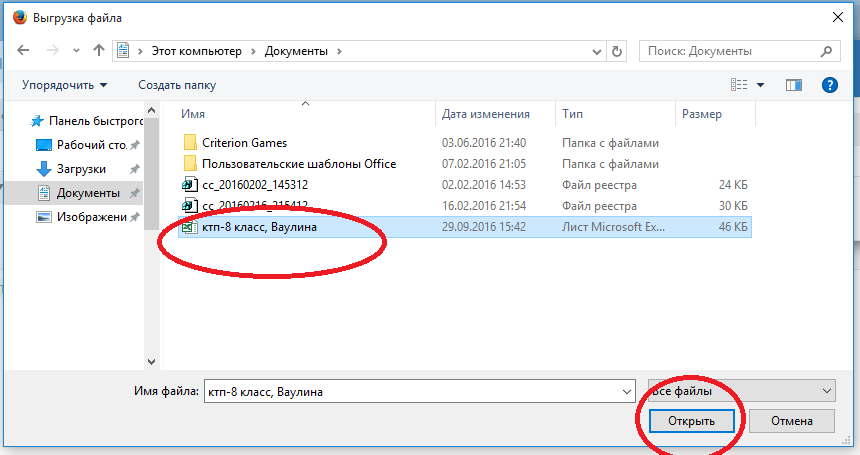 Выгрузка файла
Этот компьютер
Документы
Поиск: Документы
Упорядочить
Создать папку
?
Имя
Дата изменения
Тип
Размер
Панель быстрого
Рабочий сто.
Загрузки
Документы
Изображени
Criterion Games 03.06.2016 21:40 Папка с файлами
Пользовательские шаблоны Office 07.02.2016 21:05 Папка с файлами
cc_20160202_145312 02.02.2016 14:53 Файл реестра 24 КБ
cc_20160216_215412 16.02.2016 21:54 Файл реестра 30 КБ
ктп-8 класс, Ваулина 29.09.2016 15:42 Лист Microsoft Ex... 46 КБ
Имя файла: ктп-8 класс, Ваулина Все файлы
Открыть Отмена